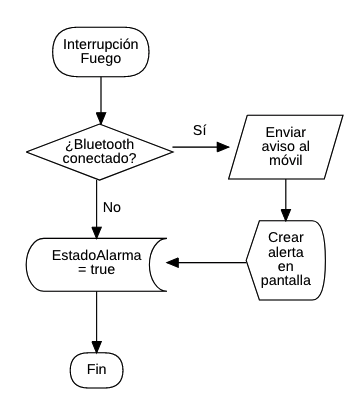 Interrupción
Fuego
¿Bluetooth
conectado?
Sí
Enviar
aviso al
móvil
No
Crear
alerta
en
pantalla
EstadoAlarma
= true
Fin